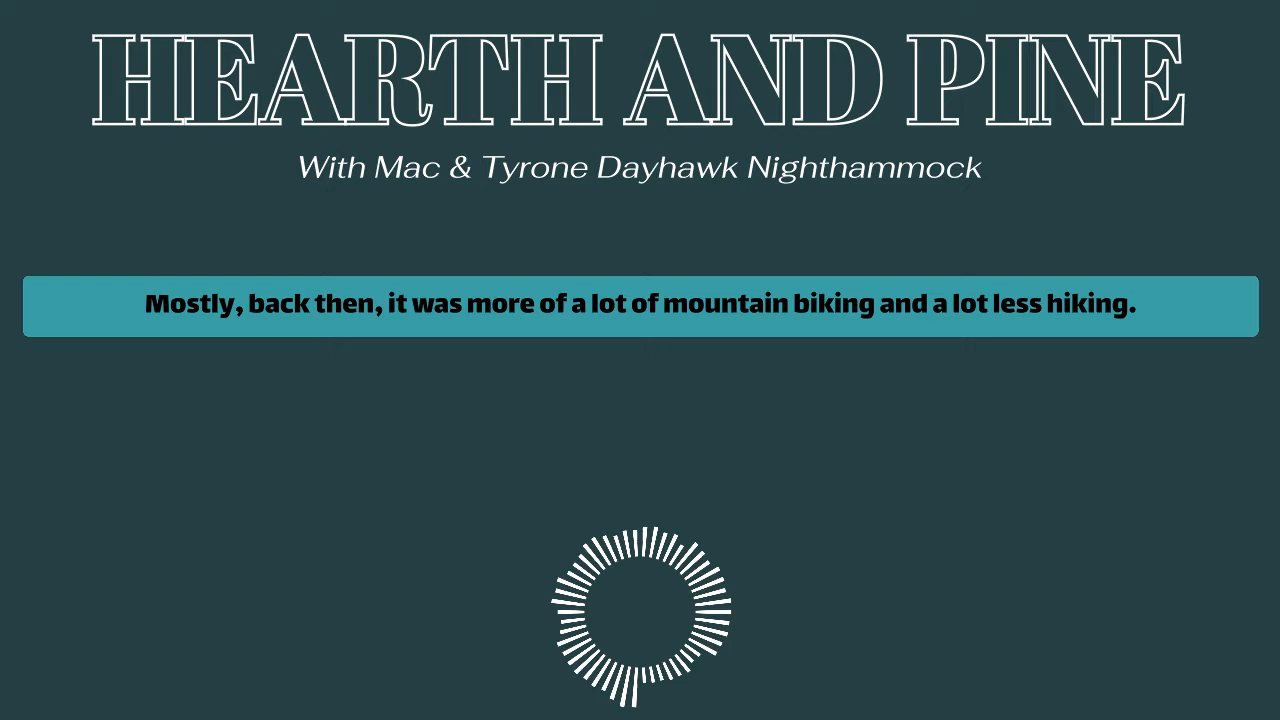 HEARTH AND PINE
With Mac & Tyrone Dayhawk Nighthammock
Mostly, back then, it was more of a lot of mountain biking and a lot less hiking.